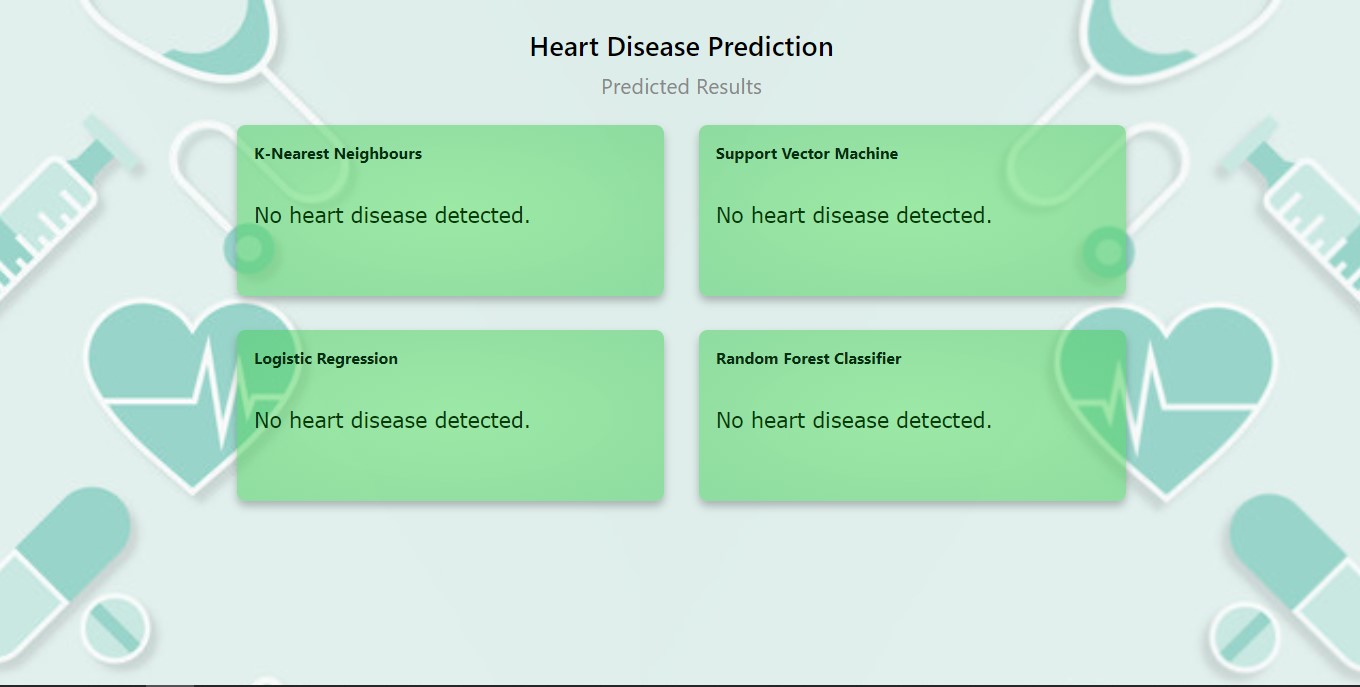 Heart Disease Prediction
Predicted Results
K-Nearest Neighbours
No heart disease detected.
Support Vector Machine
No heart disease detected.
Logistic Regression
No heart disease detected.
Random Forest Classifier
No heart disease detected.